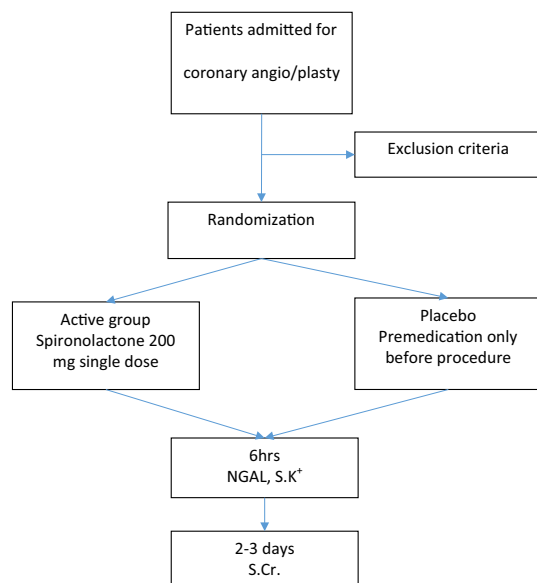 Patients admitted for
coronary angio/plasty
Exclusion criteria
Randomization
Active group
Spironolactone 200
mg single dose
Placebo
Premedication only
before procedure
6hrs
NGAL, S.K⁺
2-3 days
S.Cr.